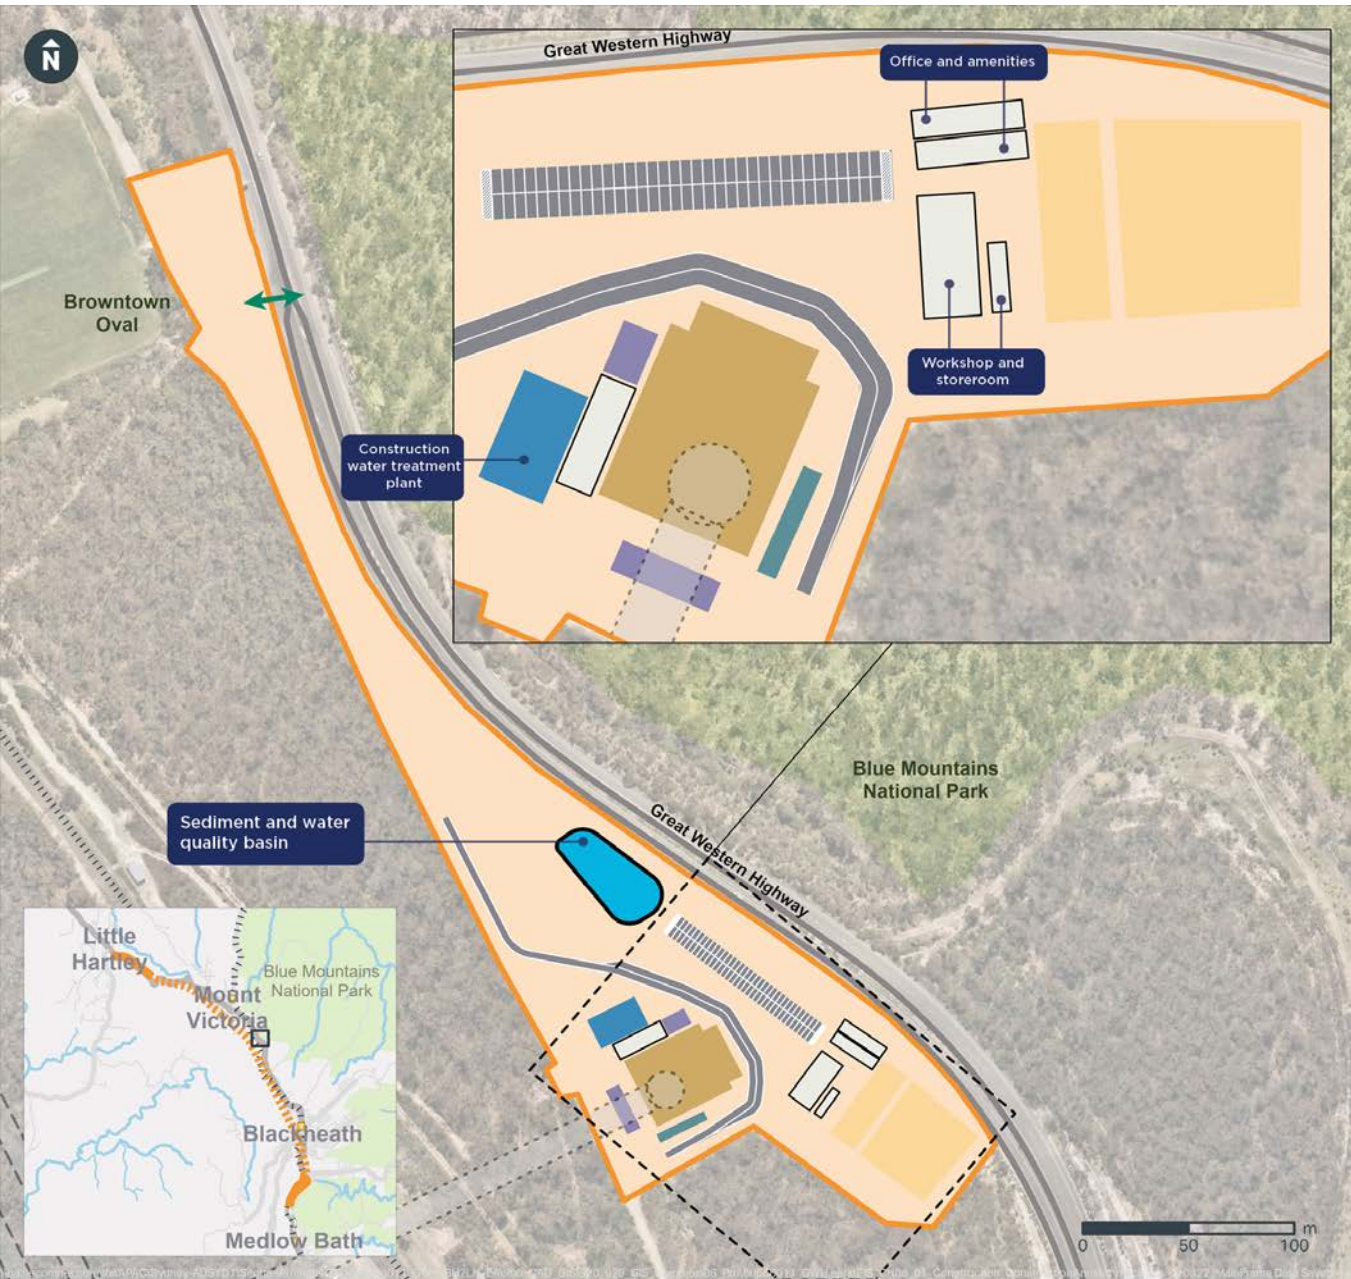 N
Great Western Highway
Office and amenities
Browntown
Oval
Workshop and
storeroom
Construction
water treatment
plant
Blue Mountains
National Park
Great Western Highway
Sediment and water
quality basin
Little
Hartley
Blue Mountains
National Park
Mount
Victoria
Blackheath
Medlow Bath
m
0
50
100